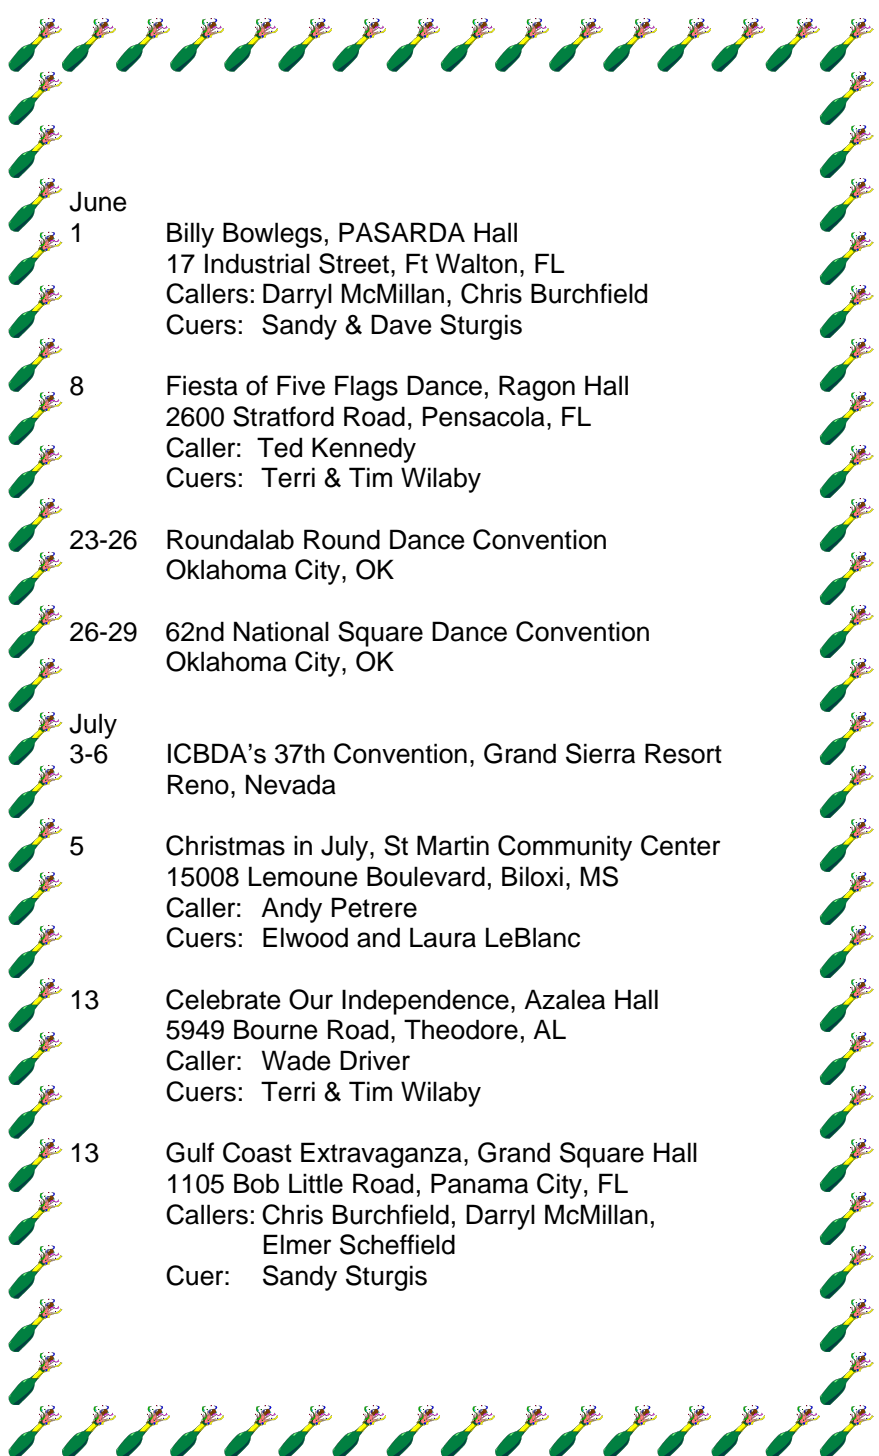 June
1 Billy Bowlegs, PASARDA Hall
17 Industrial Street, Ft Walton, FL
Callers: Darryl McMillan, Chris Burchfield
Cuers: Sandy & Dave Sturgis
8 Fiesta of Five Flags Dance, Ragon Hall
2600 Stratford Road, Pensacola, FL
Caller: Ted Kennedy
Cuers: Terri & Tim Wilaby
23-26 Roundalab Round Dance Convention
Oklahoma City, OK
26-29 62nd National Square Dance Convention
Oklahoma City, OK
July
3-6 ICBDA's 37th Convention, Grand Sierra Resort
Reno, Nevada
5 Christmas in July, St Martin Community Center
15008 Lemoune Boulevard, Biloxi, MS
Caller: Andy Petrere
Cuers: Elwood and Laura LeBlanc
13 Celebrate Our Independence, Azalea Hall
5949 Bourne Road, Theodore, AL
Caller: Wade Driver
Cuers: Terri & Tim Wilaby
13 Gulf Coast Extravaganza, Grand Square Hall
1105 Bob Little Road, Panama City, FL
Callers: Chris Burchfield, Darryl McMillan,
Elmer Scheffield
Cuer: Sandy Sturgis